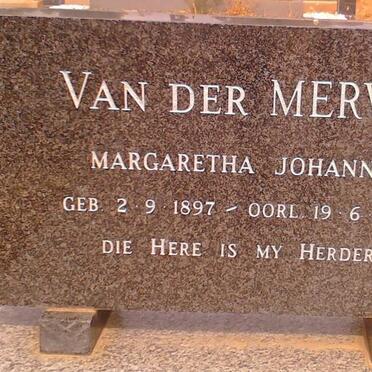 VAN DER MERW
MARGARETHA JOHANN
GEB. 2-9 1897 - OORL. 19-6-
DIE HERE IS MY HERDER